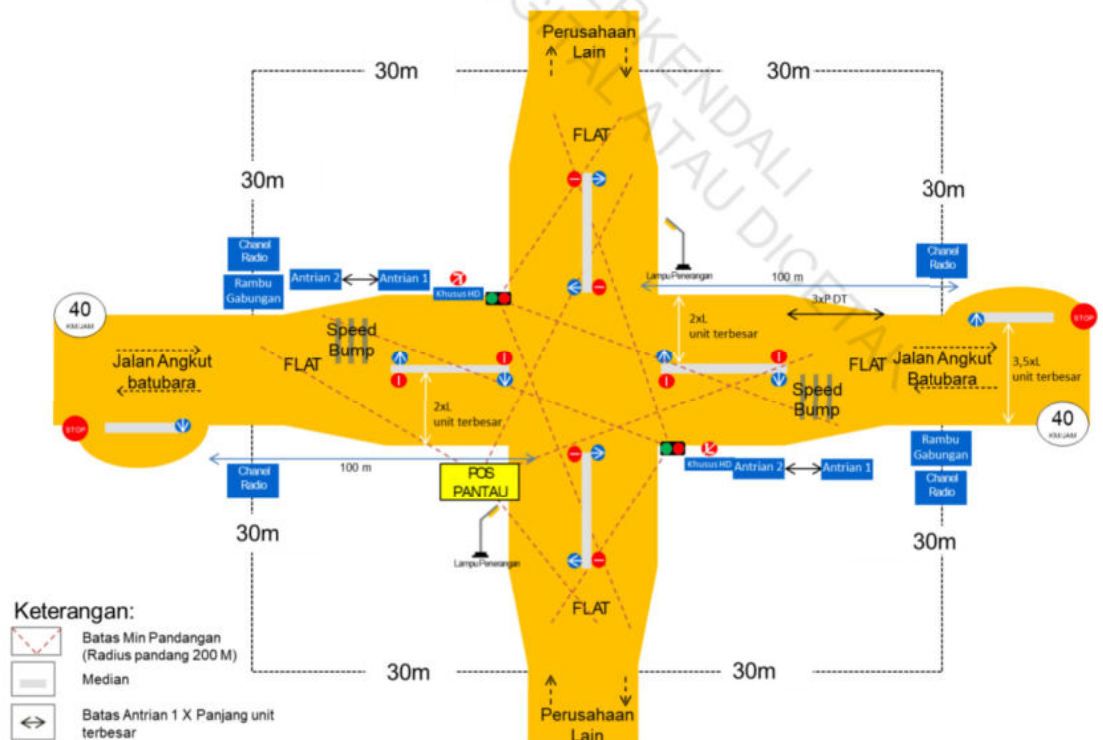 Perusahaan
Lain
ERKENDALI
GITAL ATAU DICETAK
30m
30m
FLAT
30m
30m
Chanel
Radio
Rambu
Gabungan
Antrian 2
Antrian 1
Khusus HD
Lampu Penerangan
Chanel
Radio
100 m
3xP DT
40
KM/JAM
STOP
Speed
Bump
2xL
unit terbesar
Jalan Angkut
batubara
FLAT
FLAT
Jalan Angkut
Batubara
3,5xL
unit terbesar
Speed
Bump
2xL
unit terbesar
STOP
40
KM/JAM
Rambu
Gabungan
Chanel
Radio
100 m
Chanel
Radio
POS
PANTAU
Khusus HD
Antrian 2
Antrian 1
Lampu Penerangan
30m
30m
FLAT
Keterangan:
Batas Min Pandangan
(Radius pandang 200 M)
Median
Batas Antrian 1 X Panjang unit
terbesar
30m
30m
Perusahaan
Lain